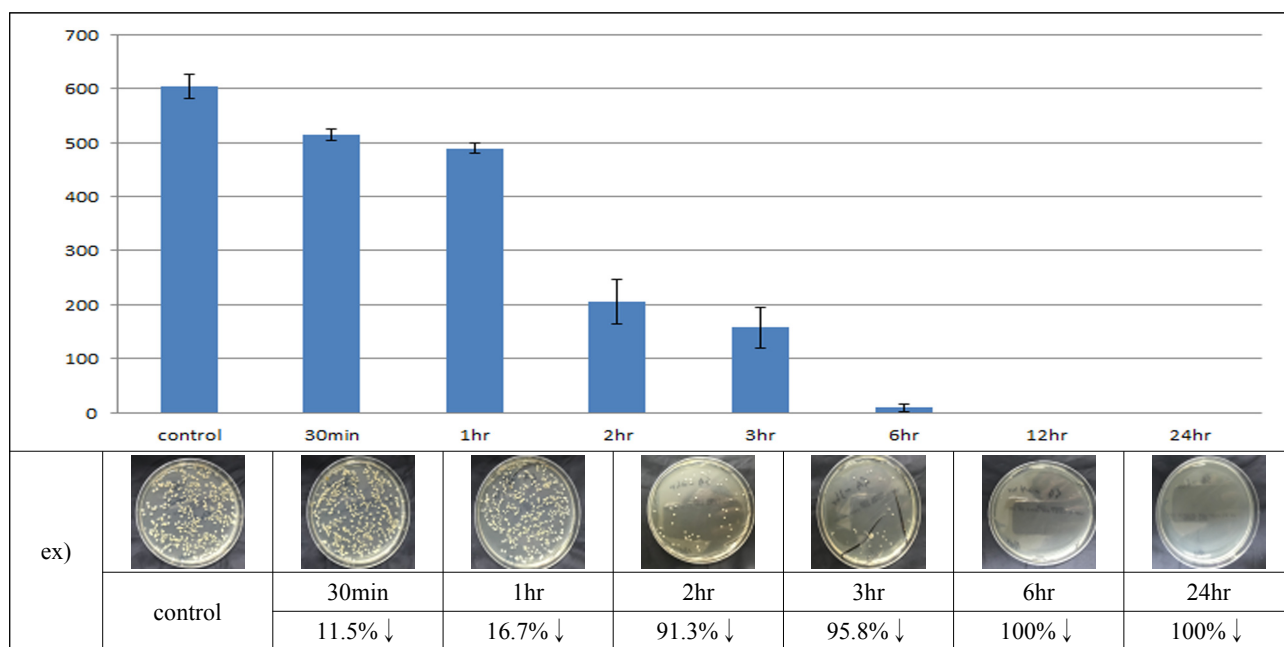 700
600
500
400
300
200
100
0
control 30min 1hr 2hr 3hr 6hr 12hr 24hr
ex)
control 30min 1hr 2hr 3hr 6hr 24hr
11.5%↓ 16.7%↓ 91.3%↓ 95.8%↓ 100%↓ 100%↓